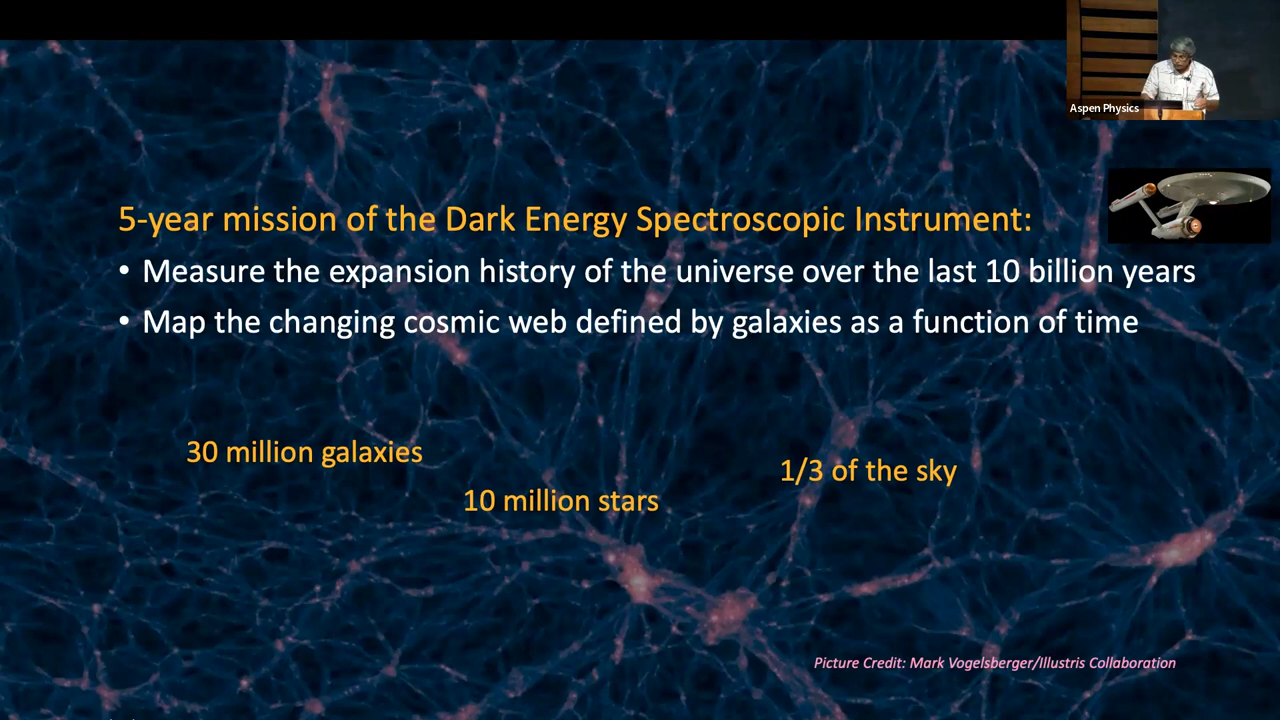 Aspen Physics
5-year mission of the Dark Energy Spectroscopic Instrument:
• Measure the expansion history of the universe over the last 10 billion years
• Map the changing cosmic web defined by galaxies as a function of time
30 million galaxies
1/3 of the sky
10 million stars
Picture Credit: Mark Vogelsberger/Illustris Collaboration